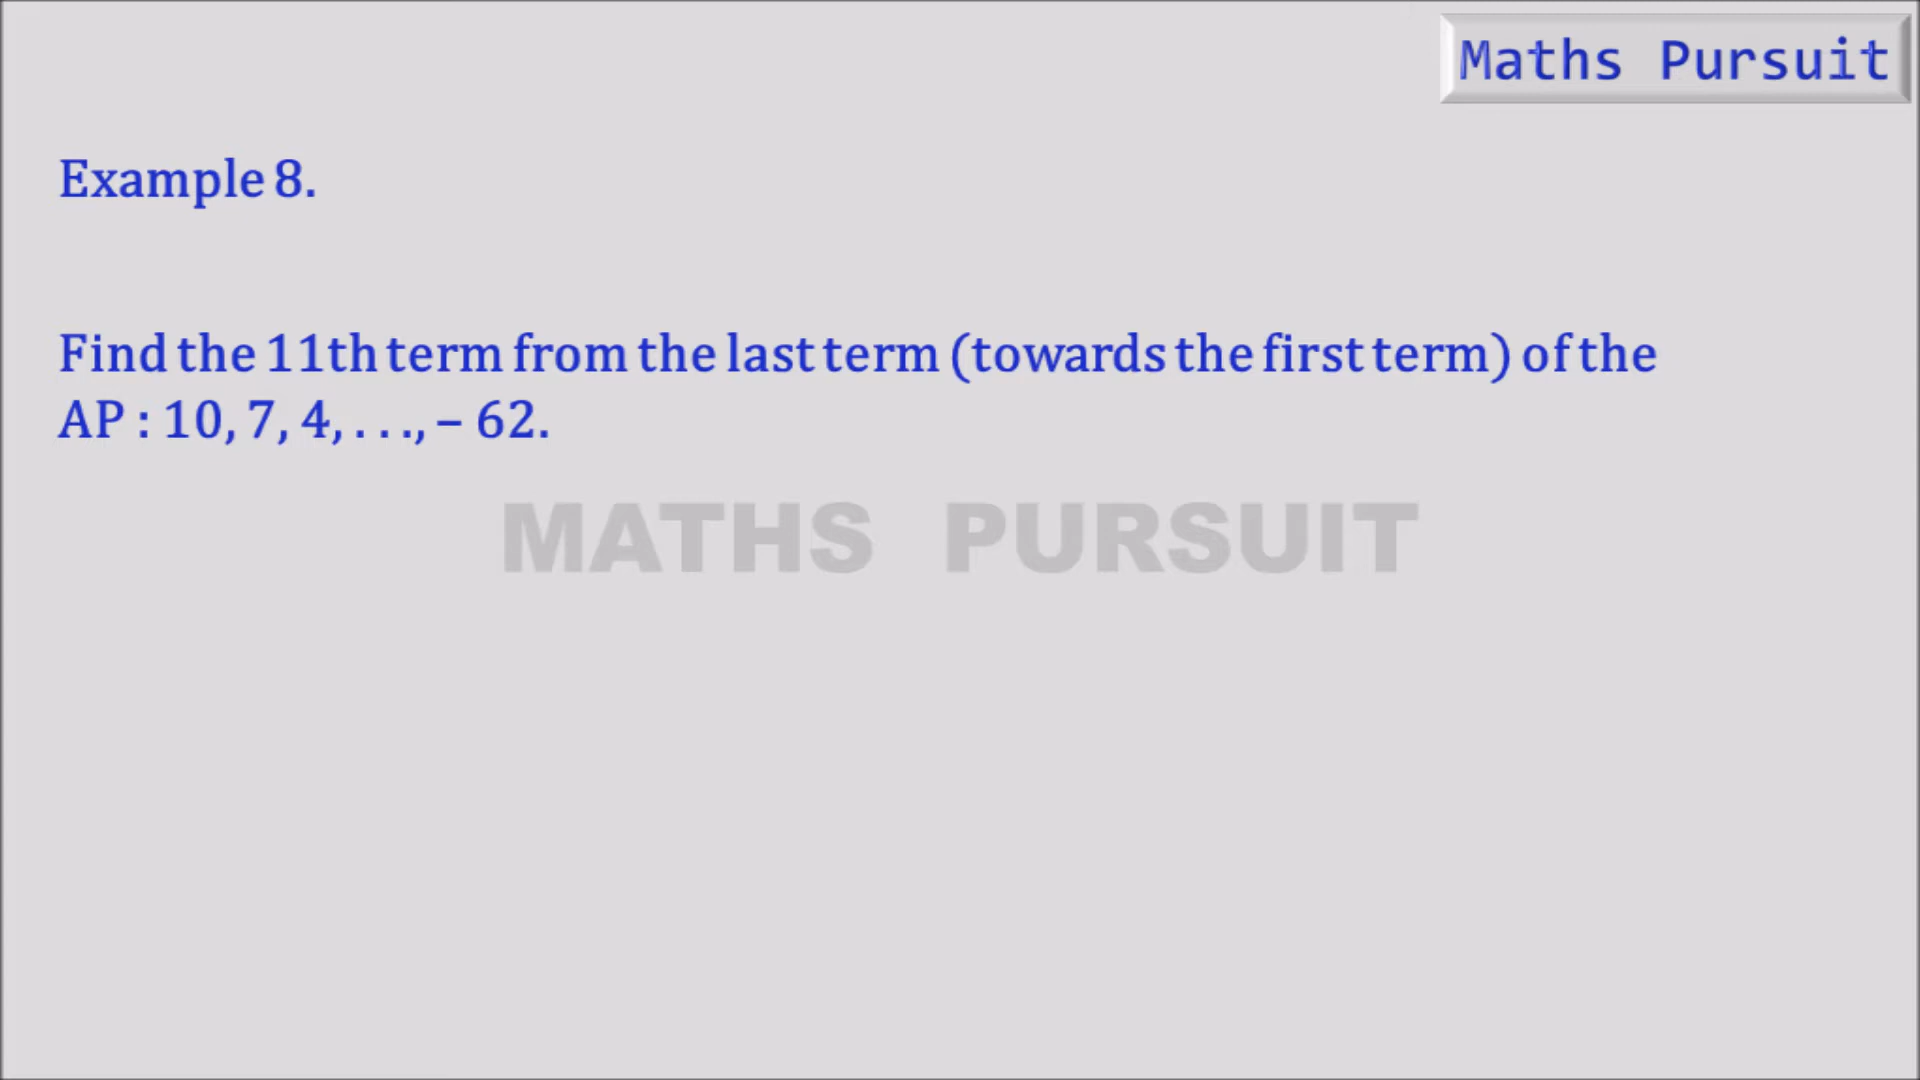 Maths Pursuit
Example 8.
Find the 11th term from the last term (towards the first term) of the
AP : 10, 7, 4, . . ., – 62.
MATHS PURSUIT